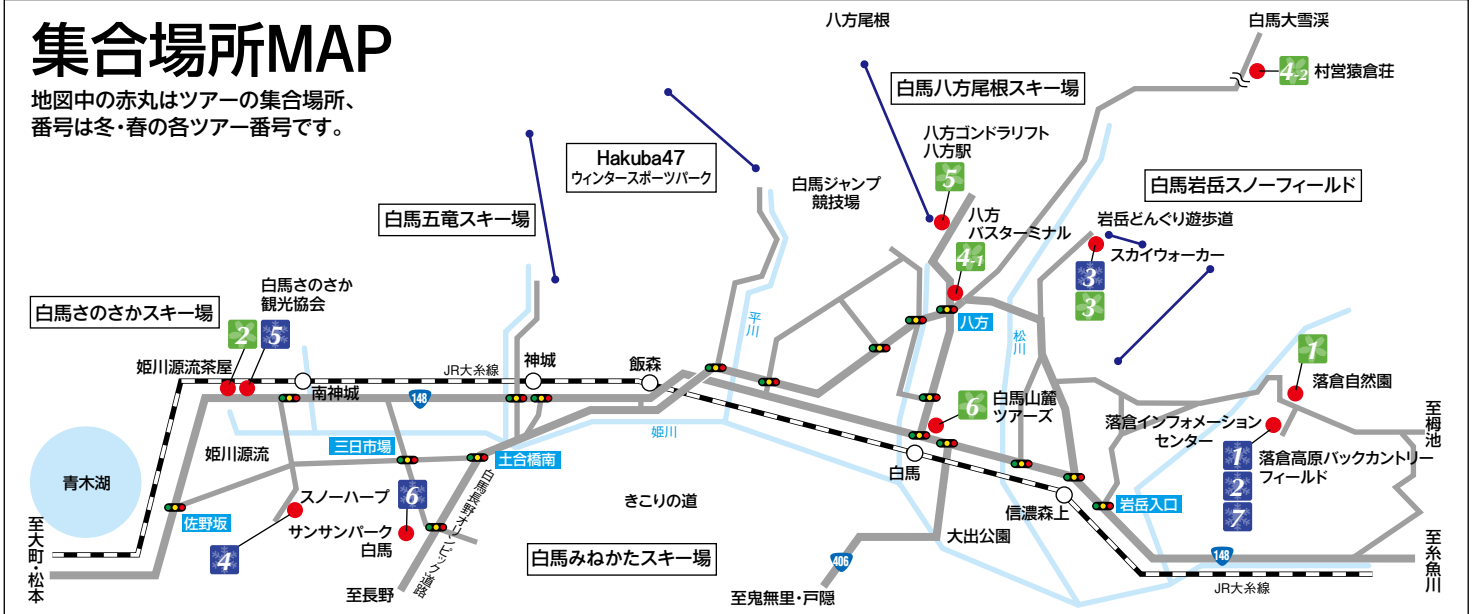 集合場所MAP
地図中の赤丸はツアーの集合場所、
番号は冬・春の各ツアー番号です。
八方尾根
白馬大雪渓
4-2
村営猿倉荘
白馬八方尾根スキー場
八方ゴンドラリフト
八方駅
5
Hakuba47
ウィンタースポーツパーク
白馬ジャンプ
競技場
白馬岩岳スノーフィールド
白馬五竜スキー場
八方
バスターミナル
4-1
岩岳どんぐり遊歩道
スカイウォーカー
3
3
白馬さのさか
観光協会
白馬さのさかスキー場
2
5
平川
八方
松川
姫川源流茶屋
JR大糸線
南神城
神城
飯森
148
1
落倉自然園
6
白馬山麓
ツアーズ
落倉インフォメーション
センター
至栂池
姫川
姫川源流
三日市場
土合橋南
白馬
1
2
7
落倉高原バックカントリー
フィールド
青木湖
スノーハープ
6
きこりの道
信濃森上
岩岳入口
佐野坂
サンサンパーク
白馬
4
白馬長野オリンピック道路
大出公園
至大町・松本
白馬みねかたスキー場
406
148
至糸魚川
至長野
至鬼無里・戸隠
JR大糸線